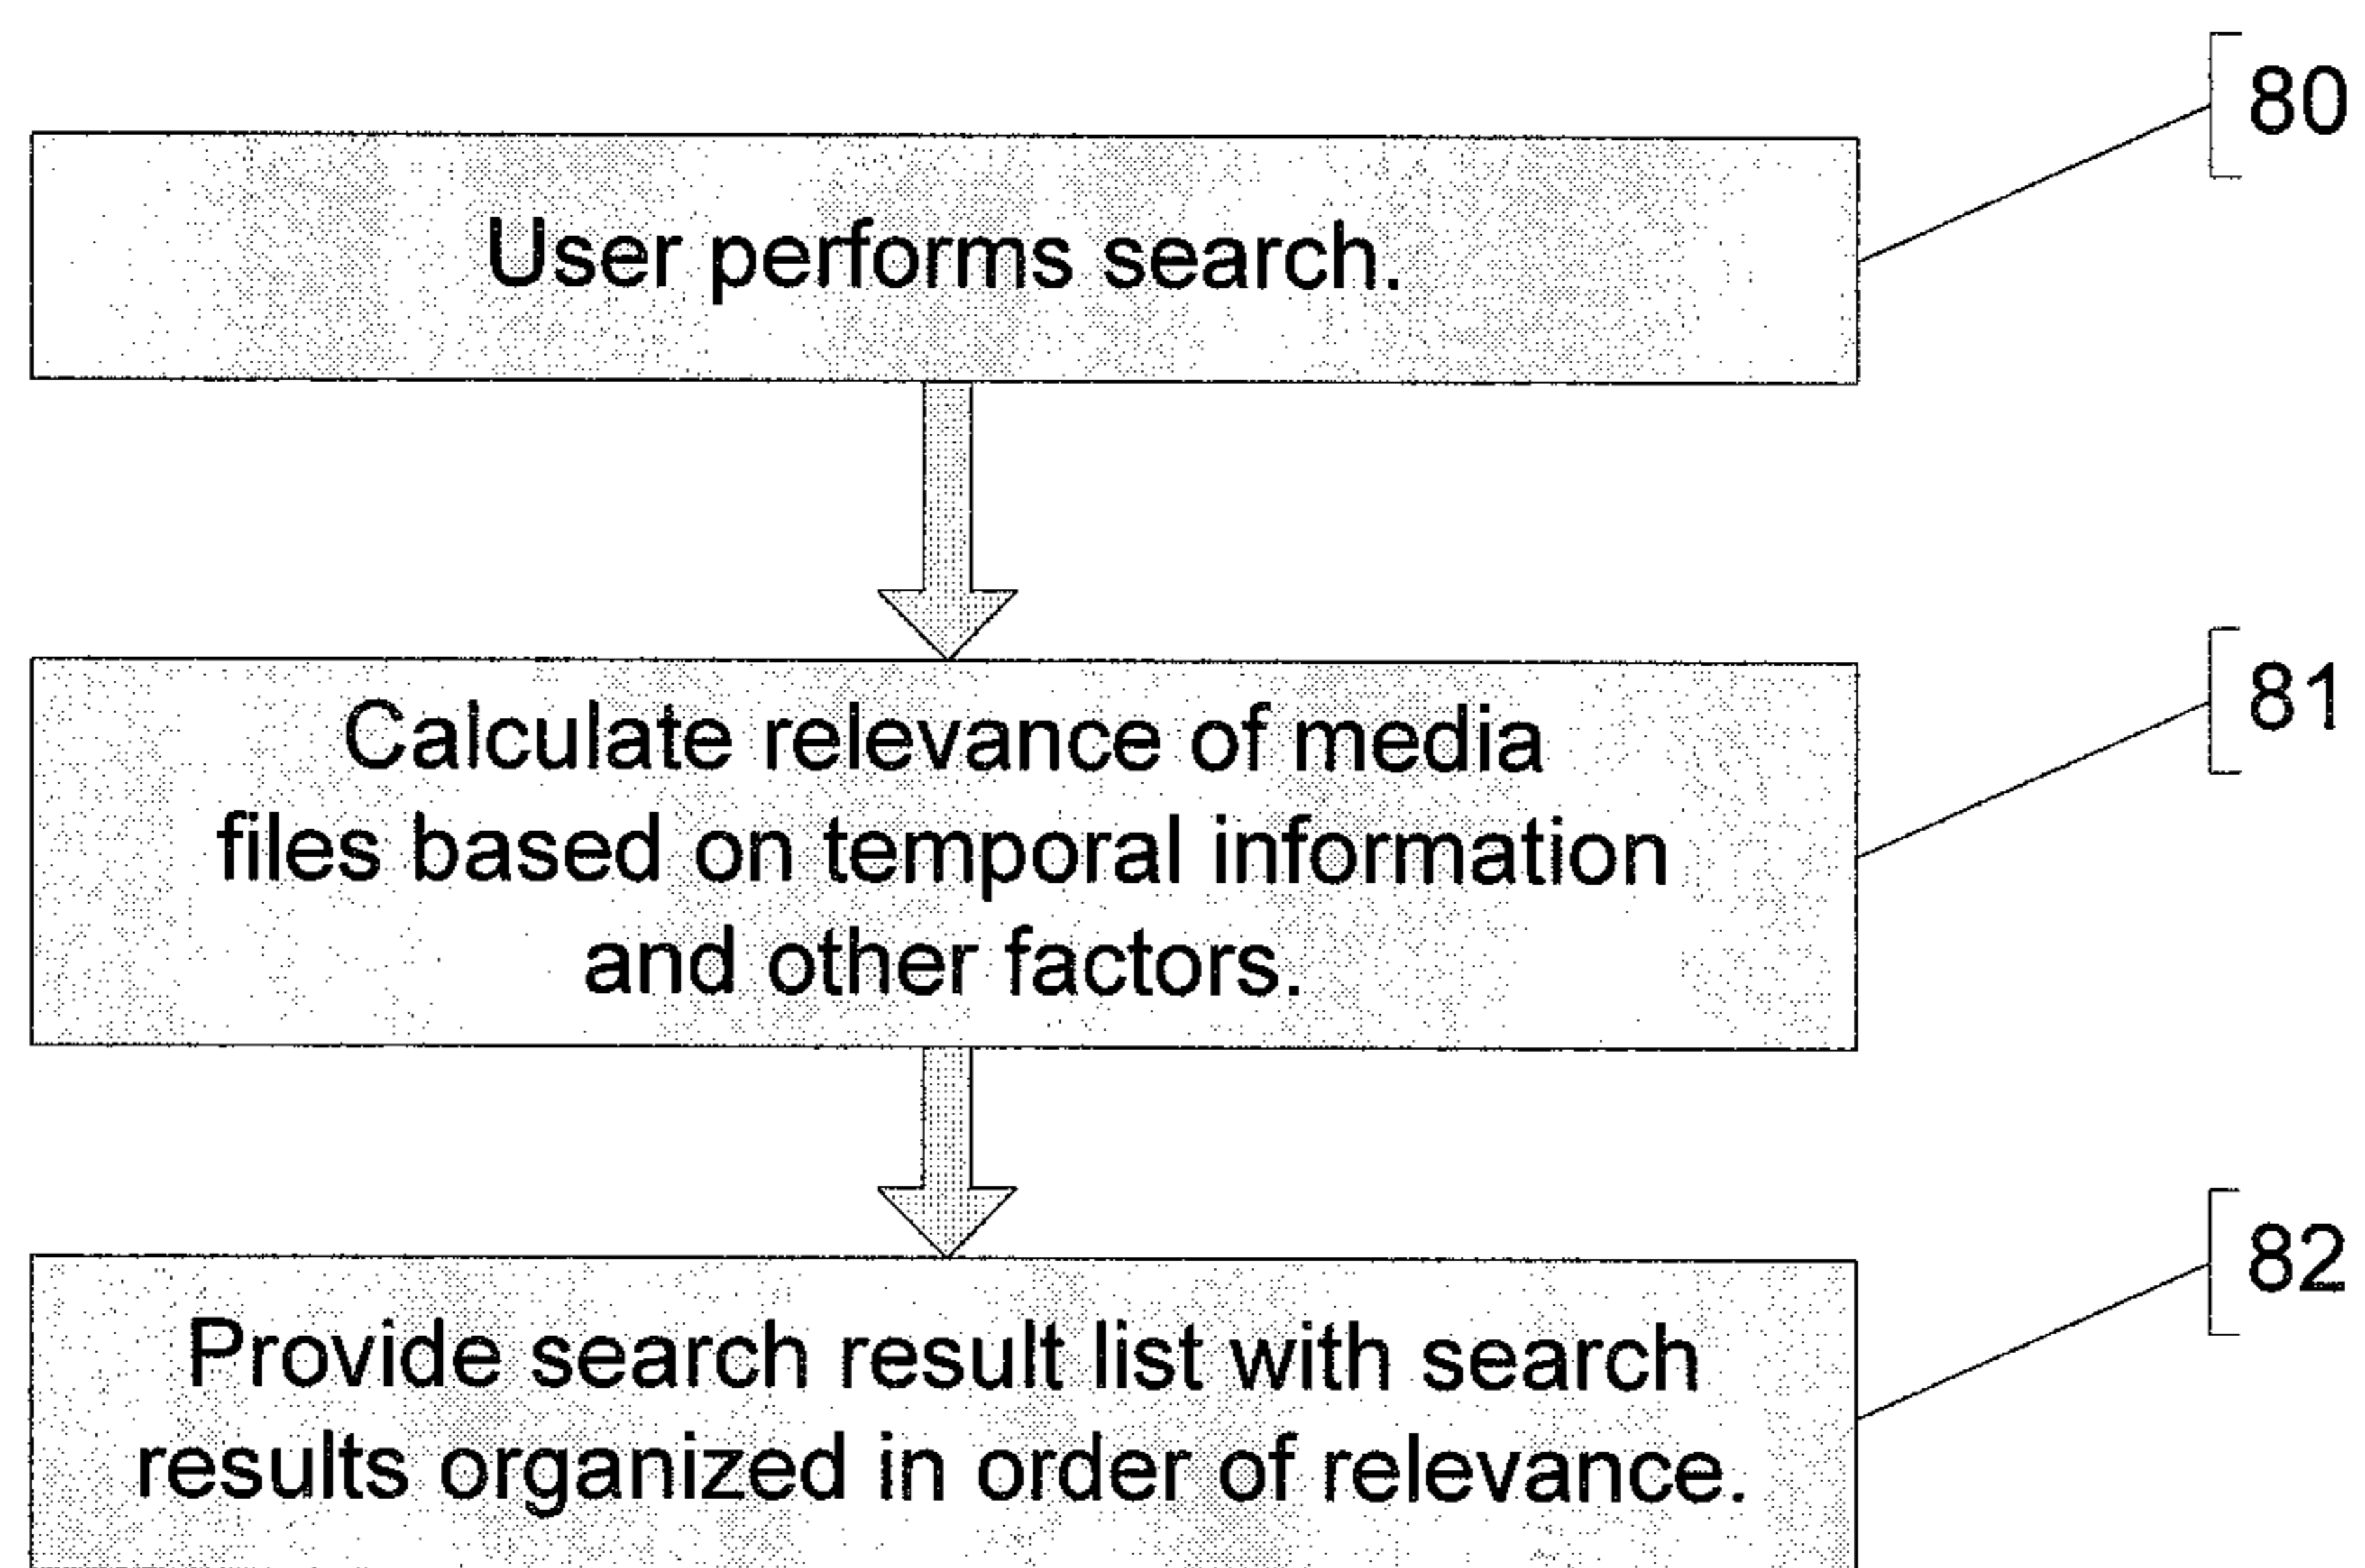 80
User performs search.
81
Calculate relevance of media
files based on temporal information
and other factors.
82
Provide search result list with search
results organized in order of relevance.